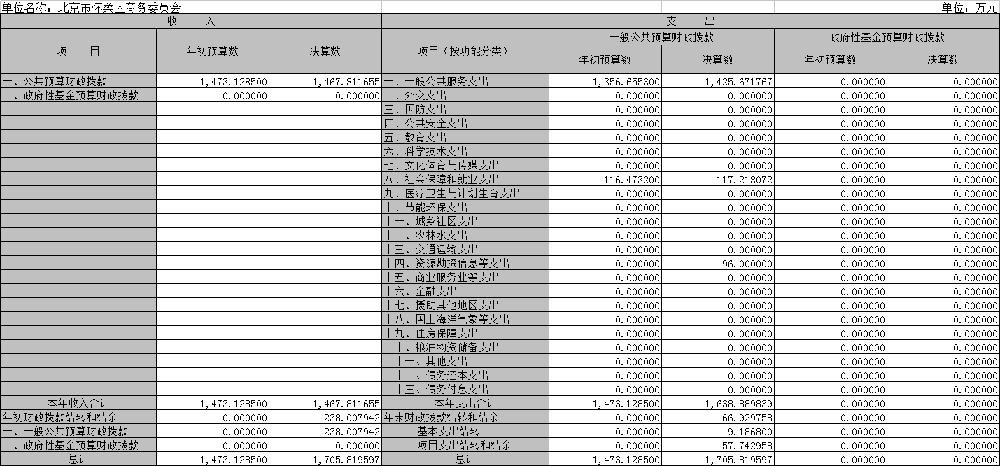 单位名称：北京市怀柔区商务委员会 单位：万元
收 入 支 出
项 目 年初预算数 决算数 项目（按功能分类） 一般公共预算财政拨款 政府性基金预算财政拨款
年初预算数 决算数 年初预算数 决算数
一、公共预算财政拨款 1,473.128500 1,467.811655 一、一般公共服务支出 1,356.655300 1,425.671767 0.000000 0.000000
二、政府性基金预算财政拨款 0.000000 0.000000 二、外交支出 0.000000 0.000000 0.000000 0.000000
三、国防支出 0.000000 0.000000 0.000000 0.000000
四、公共安全支出 0.000000 0.000000 0.000000 0.000000
五、教育支出 0.000000 0.000000 0.000000 0.000000
六、科学技术支出 0.000000 0.000000 0.000000 0.000000
七、文化体育与传媒支出 0.000000 0.000000 0.000000 0.000000
八、社会保障和就业支出 116.473200 117.218072 0.000000 0.000000
九、医疗卫生与计划生育支出 0.000000 0.000000 0.000000 0.000000
十、节能环保支出 0.000000 0.000000 0.000000 0.000000
十一、城乡社区支出 0.000000 0.000000 0.000000 0.000000
十二、农林水支出 0.000000 0.000000 0.000000 0.000000
十三、交通运输支出 0.000000 0.000000 0.000000 0.000000
十四、资源勘探信息等支出 0.000000 96.000000 0.000000 0.000000
十五、商业服务业等支出 0.000000 0.000000 0.000000 0.000000
十六、金融支出 0.000000 0.000000 0.000000 0.000000
十七、援助其他地区支出 0.000000 0.000000 0.000000 0.000000
十八、国土海洋气象等支出 0.000000 0.000000 0.000000 0.000000
十九、住房保障支出 0.000000 0.000000 0.000000 0.000000
二十、粮油物资储备支出 0.000000 0.000000 0.000000 0.000000
二十一、其他支出 0.000000 0.000000 0.000000 0.000000
二十二、债务还本支出 0.000000 0.000000 0.000000 0.000000
二十三、债务付息支出 0.000000 0.000000 0.000000 0.000000
本年收入合计 1,473.128500 1,467.811655 本年支出合计 1,473.128500 1,638.889839 0.000000 0.000000
年初财政拨款结转和结余 0.000000 238.007942 年末财政拨款结转和结余 0.000000 66.929758 0.000000 0.000000
一、一般公共预算财政拨款 0.000000 238.007942 基本支出结转 0.000000 9.186800 0.000000 0.000000
二、政府性基金预算财政拨款 0.000000 0.000000 项目支出结转和结余 0.000000 57.742958 0.000000 0.000000
总计 1,473.128500 1,705.819597 总计 1,473.128500 1,705.819597 0.000000 0.000000